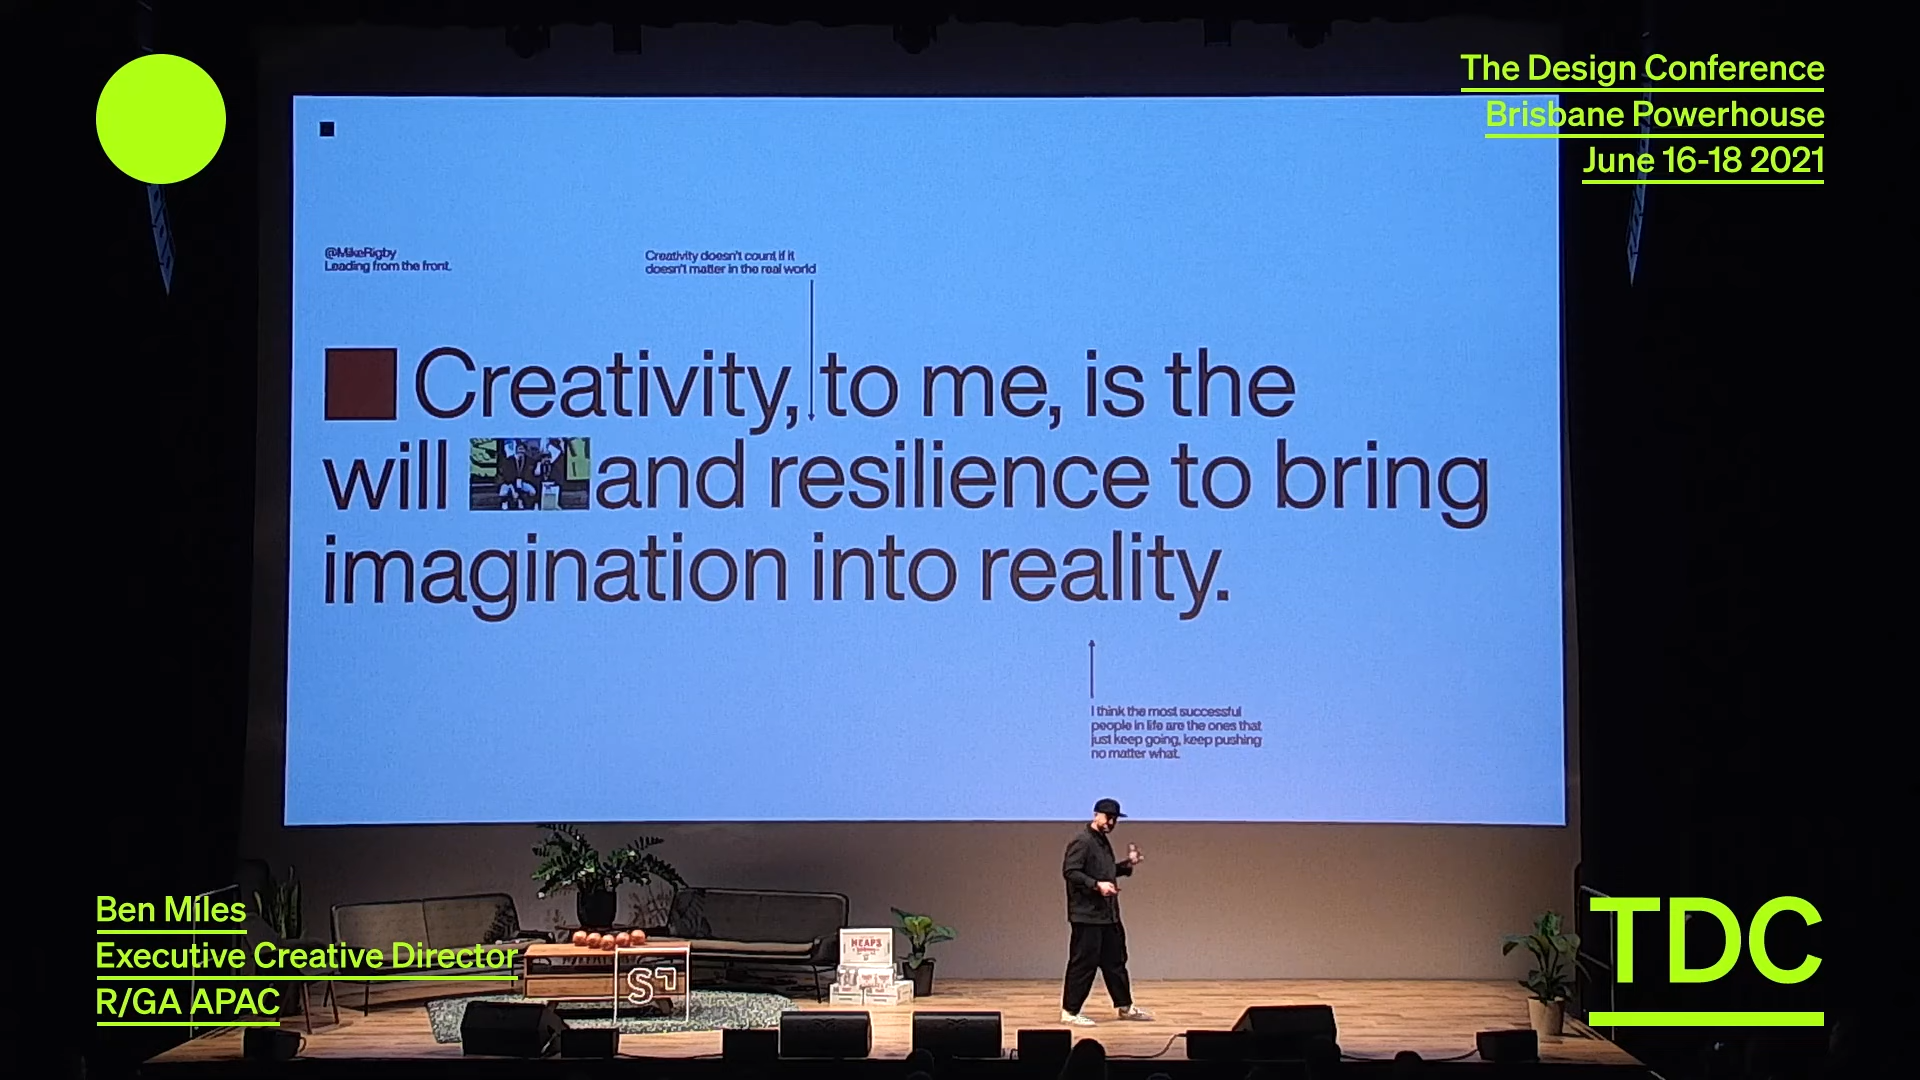 The Design Conference
Brisbane Powerhouse
June 16-18 2021
@MikeRigby
Leading from the front.
Creativity doesn't count if it
doesn't matter in the real world
Creativity, to me, is the
will and resilience to bring
imagination into reality.
I think the most successful
people in life are the ones that
just keep going, keep pushing
no matter what.
Ben Miles
Executive Creative Director
R/GA APAC
HEAPS
TDC